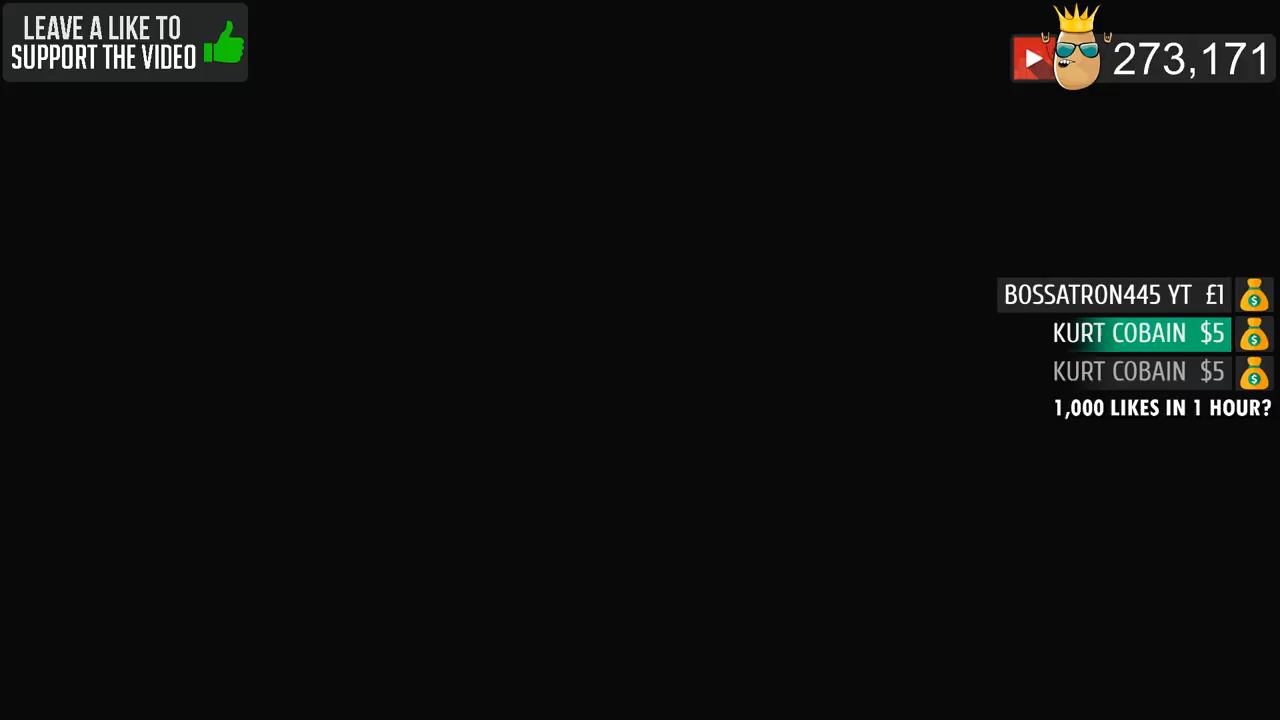 LEAVE A LIKE TO
SUPPORT THE VIDEO
273,171
BOSSATRON445 YT £1
KURT COBAIN $5
KURT COBAIN $5
1,000 LIKES IN 1 HOUR?